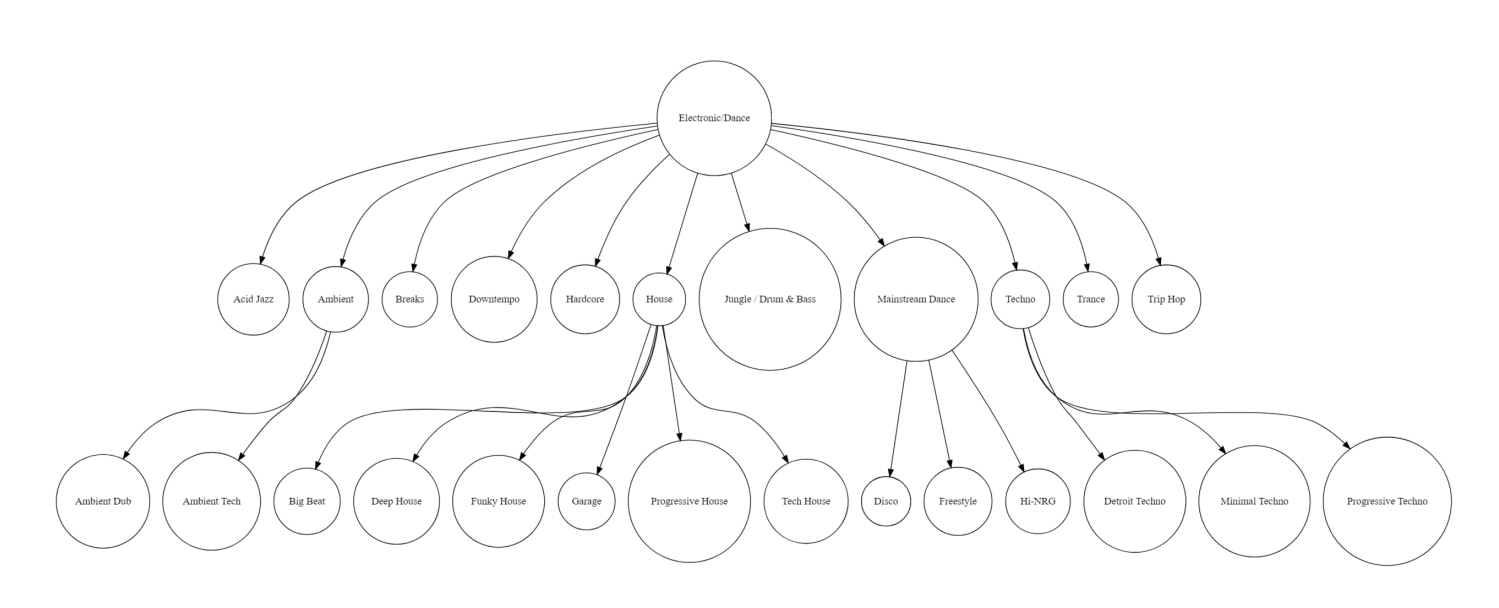 Electronic/Dance
Acid Jazz
Ambient
Breaks
Downtempo
Hardcore
House
Jungle / Drum & Bass
Mainstream Dance
Techno
Trance
Trip Hop
Ambient Dub
Ambient Tech
Big Beat
Deep House
Funky House
Garage
Progressive House
Tech House
Disco
Freestyle
Hi-NRG
Detroit Techno
Minimal Techno
Progressive Techno